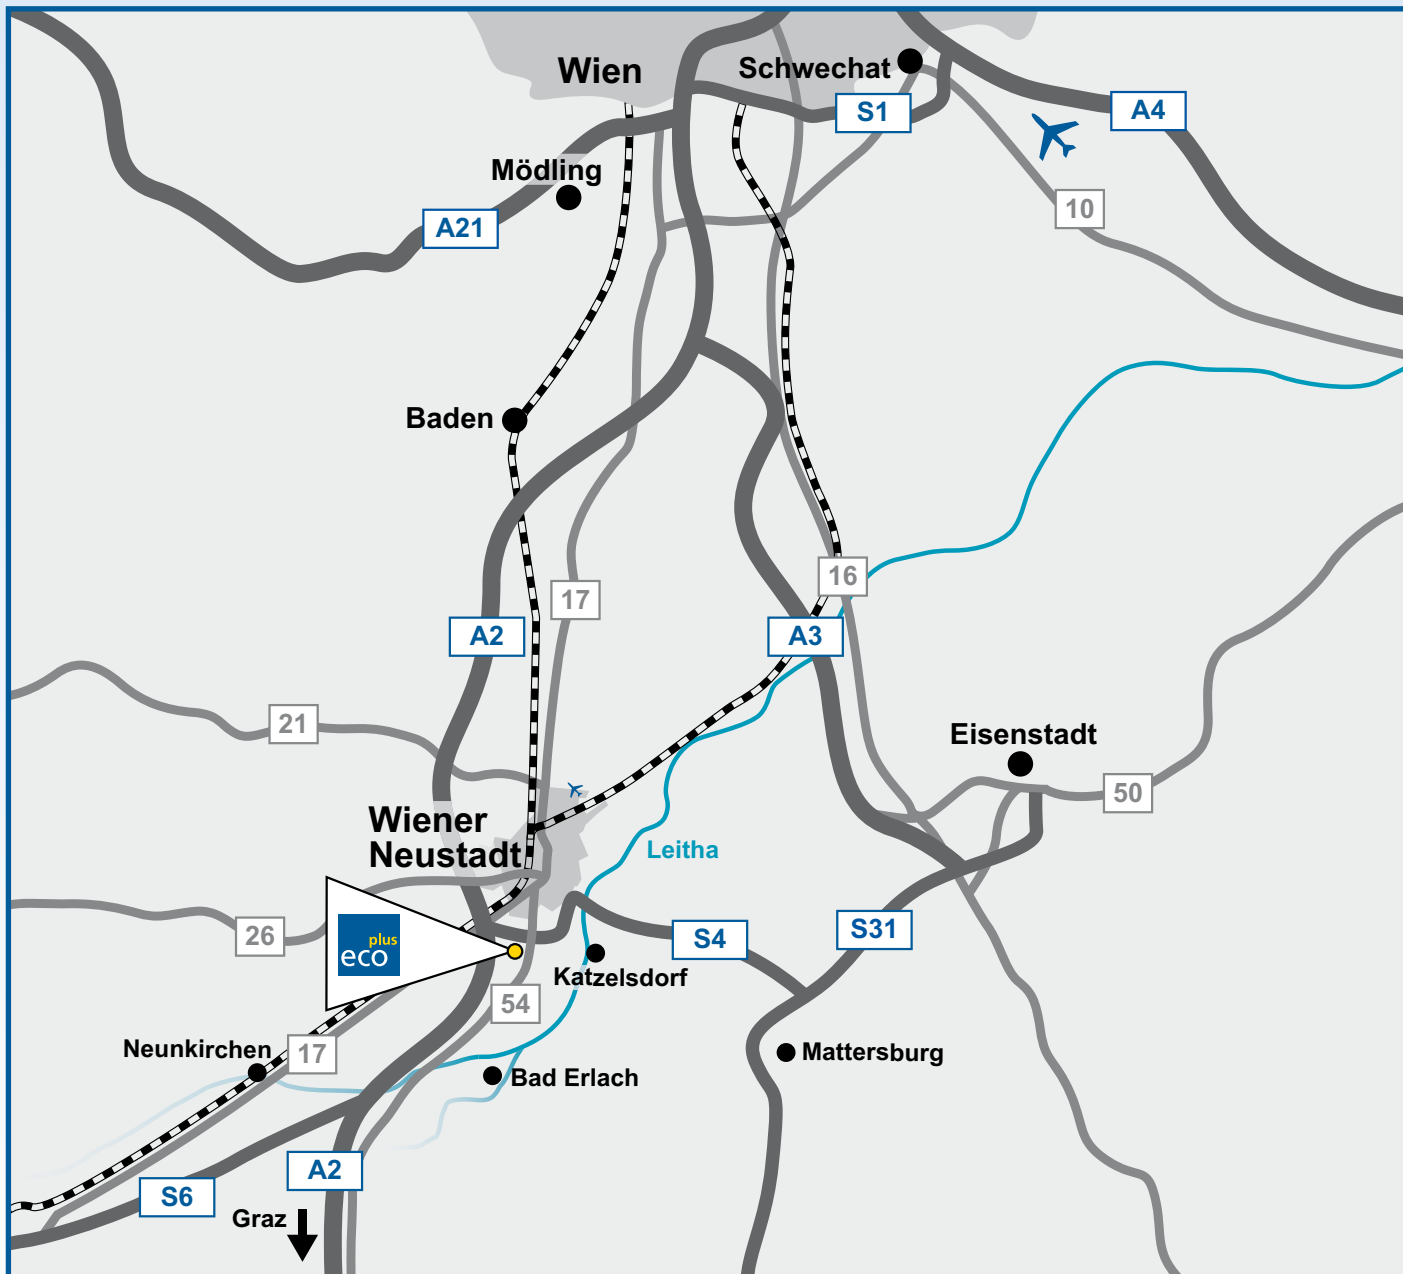 Wien
Schwechat
S1
A4
Mödling
10
A21
Baden
16
17
A2
A3
21
Eisenstadt
50
Wiener
Neustadt
Leitha
26
plus
eco
S4
S31
Katzelsdorf
54
Neunkirchen
17
Mattersburg
Bad Erlach
A2
S6
Graz